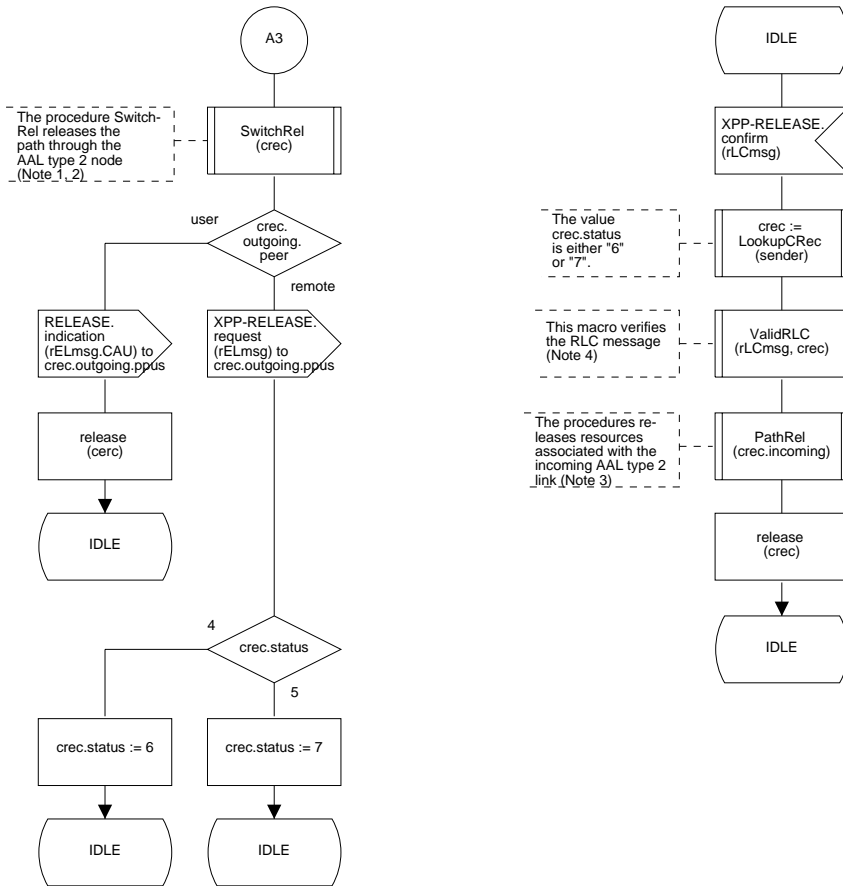 A3
The procedure Switch-
Rel releases the
path through the
AAL type 2 node
(Note 1, 2)
SwitchRel
(crec)
user
crec.
outgoing.
peer
remote
RELEASE.
indication
(rELmsg.CAU) to
crec.outgoing.ppus
XPP-RELEASE.
request
(rELmsg) to
crec.outgoing.ppus
release
(cerc)
IDLE
4
crec.status
5
crec.status := 6
crec.status := 7
IDLE
IDLE
IDLE
XPP-RELEASE.
confirm
(rLCmsg)
The value
crec.status
is either "6"
or "7".
crec :=
LookupCRec
(sender)
This macro verifies
the RLC message
(Note 4)
ValidRLC
(rLCmsg, crec)
The procedures re-
leases resources
associated with the
incoming AAL type 2
link (Note 3)
PathRel
(crec.incoming)
release
(crec)
IDLE